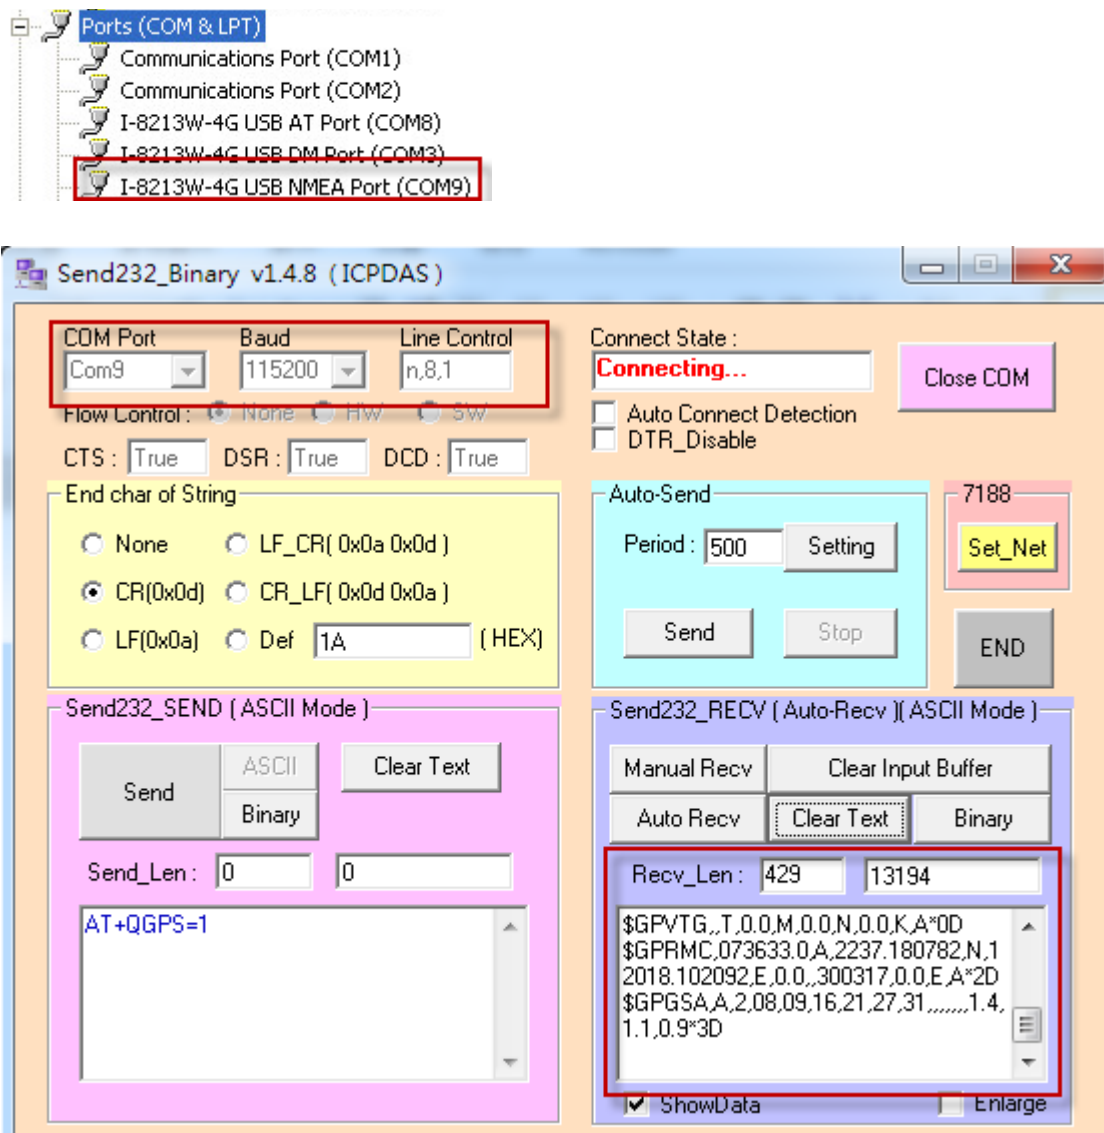 Ports (COM & LPT)
Communications Port (COM1)
Communications Port (COM2)
I-8213W-4G USB AT Port (COM8)
I-8213W-4G USB DM Port (COM3)
I-8213W-4G USB NMEA Port (COM9)
Send232_Binary v1.4.8 ( ICPDAS )
COM Port Baud Line Control Connect State :
Com9 115200 n,8,1 Connecting... Close COM
Flow Control : None HW SW Auto Connect Detection
DTR_Disable
CTS : True DSR : True DCD : True
End char of String Auto-Send 7188
None LF_CR( 0x0a 0x0d ) Period : 500 Setting Set_Net
CR(0x0d) CR_LF( 0x0d 0x0a )
LF(0x0a) Def 1A ( HEX) Send Stop END
Send232_SEND ( ASCII Mode ) Send232_RECV ( Auto-Recv )( ASCII Mode )
Send ASCII Clear Text Manual Recv Clear Input Buffer
Binary Auto Recv Clear Text Binary
Send_Len : 0 0 Recv_Len : 429 13194
AT+QGPS=1
$GPVTG,,T,0.0,M,0.0,N,0.0,K,A*0D
$GPRMC,073633.0,A,2237.180782,N,1
2018.102092,E,0.0,,300317,0.0,E,A*2D
$GPGSA,A,2,08,09,16,21,27,31,,,,,,,1.4,
1.1,0.9*3D
ShowData Enlarge